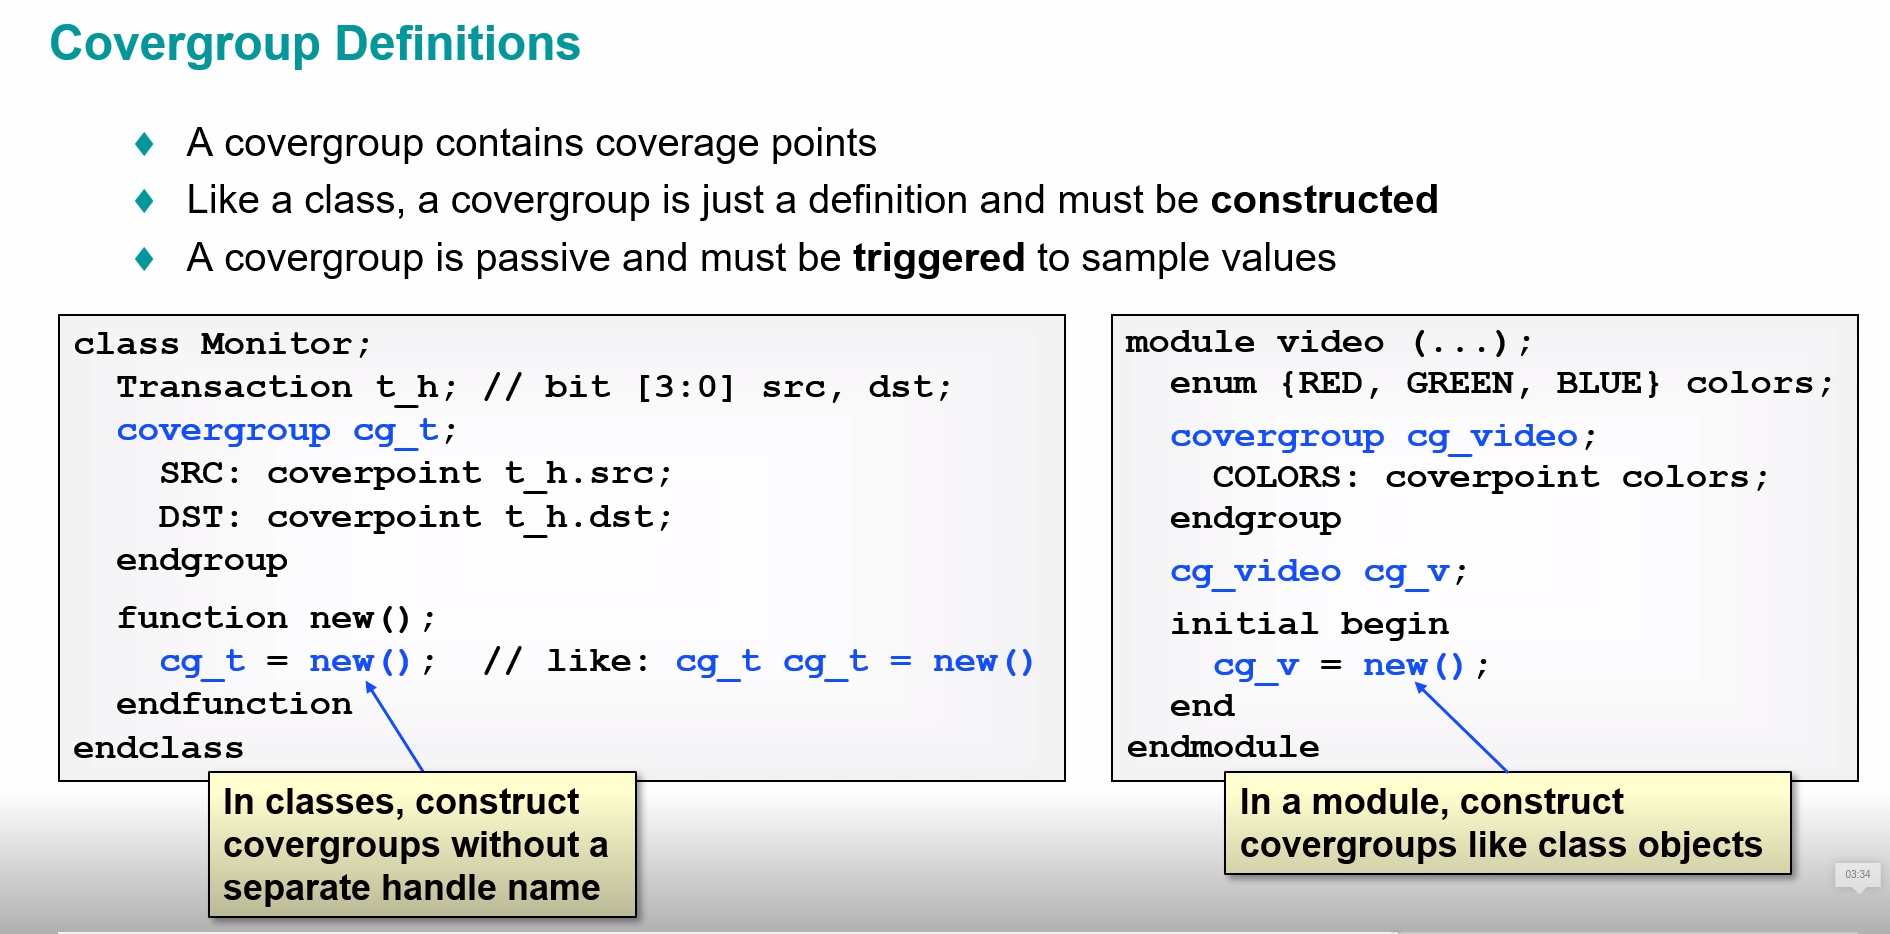 Covergroup Definitions
♦ A covergroup contains coverage points
♦ Like a class, a covergroup is just a definition and must be constructed
♦ A covergroup is passive and must be triggered to sample values
class Monitor;
  Transaction t_h; // bit [3:0] src, dst;
  covergroup cg_t;
    SRC: coverpoint t_h.src;
    DST: coverpoint t_h.dst;
  endgroup
  function new();
    cg_t = new();  // like: cg_t cg_t = new()
  endfunction
endclass
In classes, construct
covergroups without a
separate handle name
module video (...);
  enum {RED, GREEN, BLUE} colors;
  covergroup cg_video;
    COLORS: coverpoint colors;
  endgroup
  cg_video cg_v;
  initial begin
    cg_v = new();
  end
endmodule
In a module, construct
covergroups like class objects
03:34